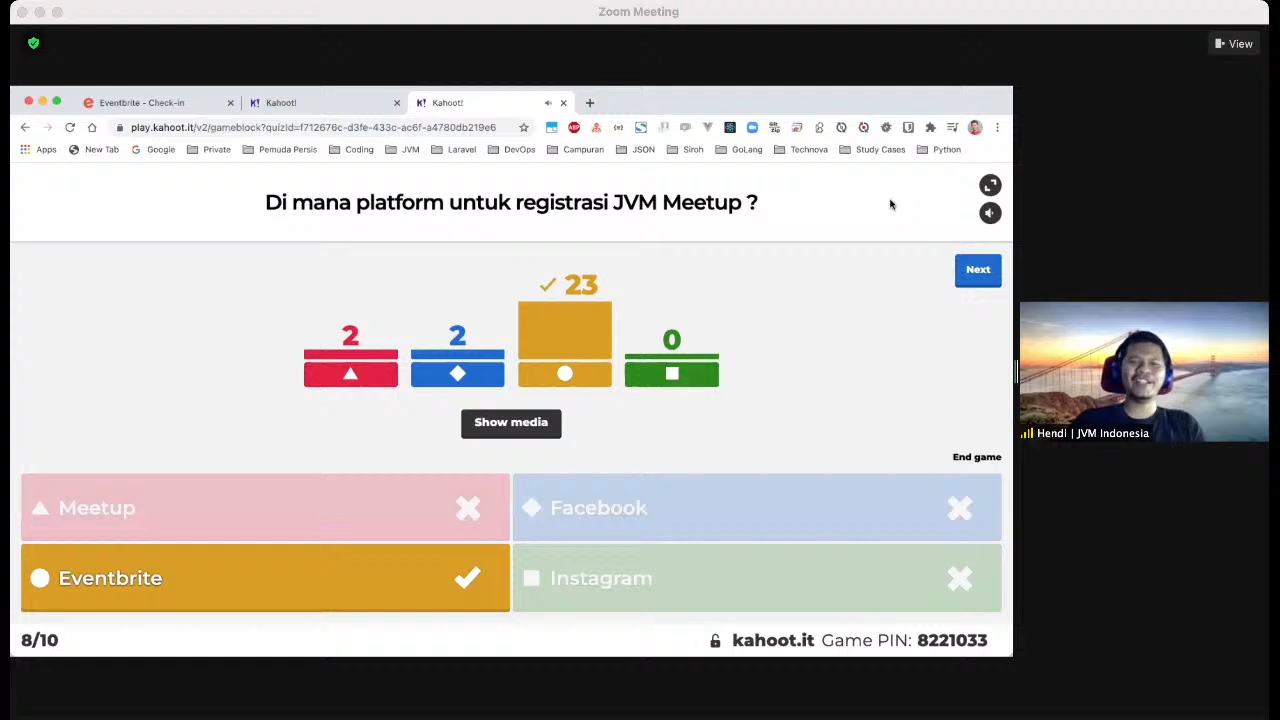 Zoom Meeting
View
Eventbrite - Check-in
K! Kahoot!
K! Kahoot!
play.kahoot.it/v2/gameblock?quizId=f712676c-d3fe-433c-ac6f-a4780db219e6
Apps New Tab Google Private Pemuda Persis Coding JVM Laravel DevOps Campuran JSON Siroh GoLang Technova Study Cases Python
Di mana platform untuk registrasi JVM Meetup ?
Next
2
2
23
0
Show media
End game
Meetup
Facebook
Eventbrite
Instagram
8/10
kahoot.it Game PIN: 8221033
Hendi | JVM Indonesia